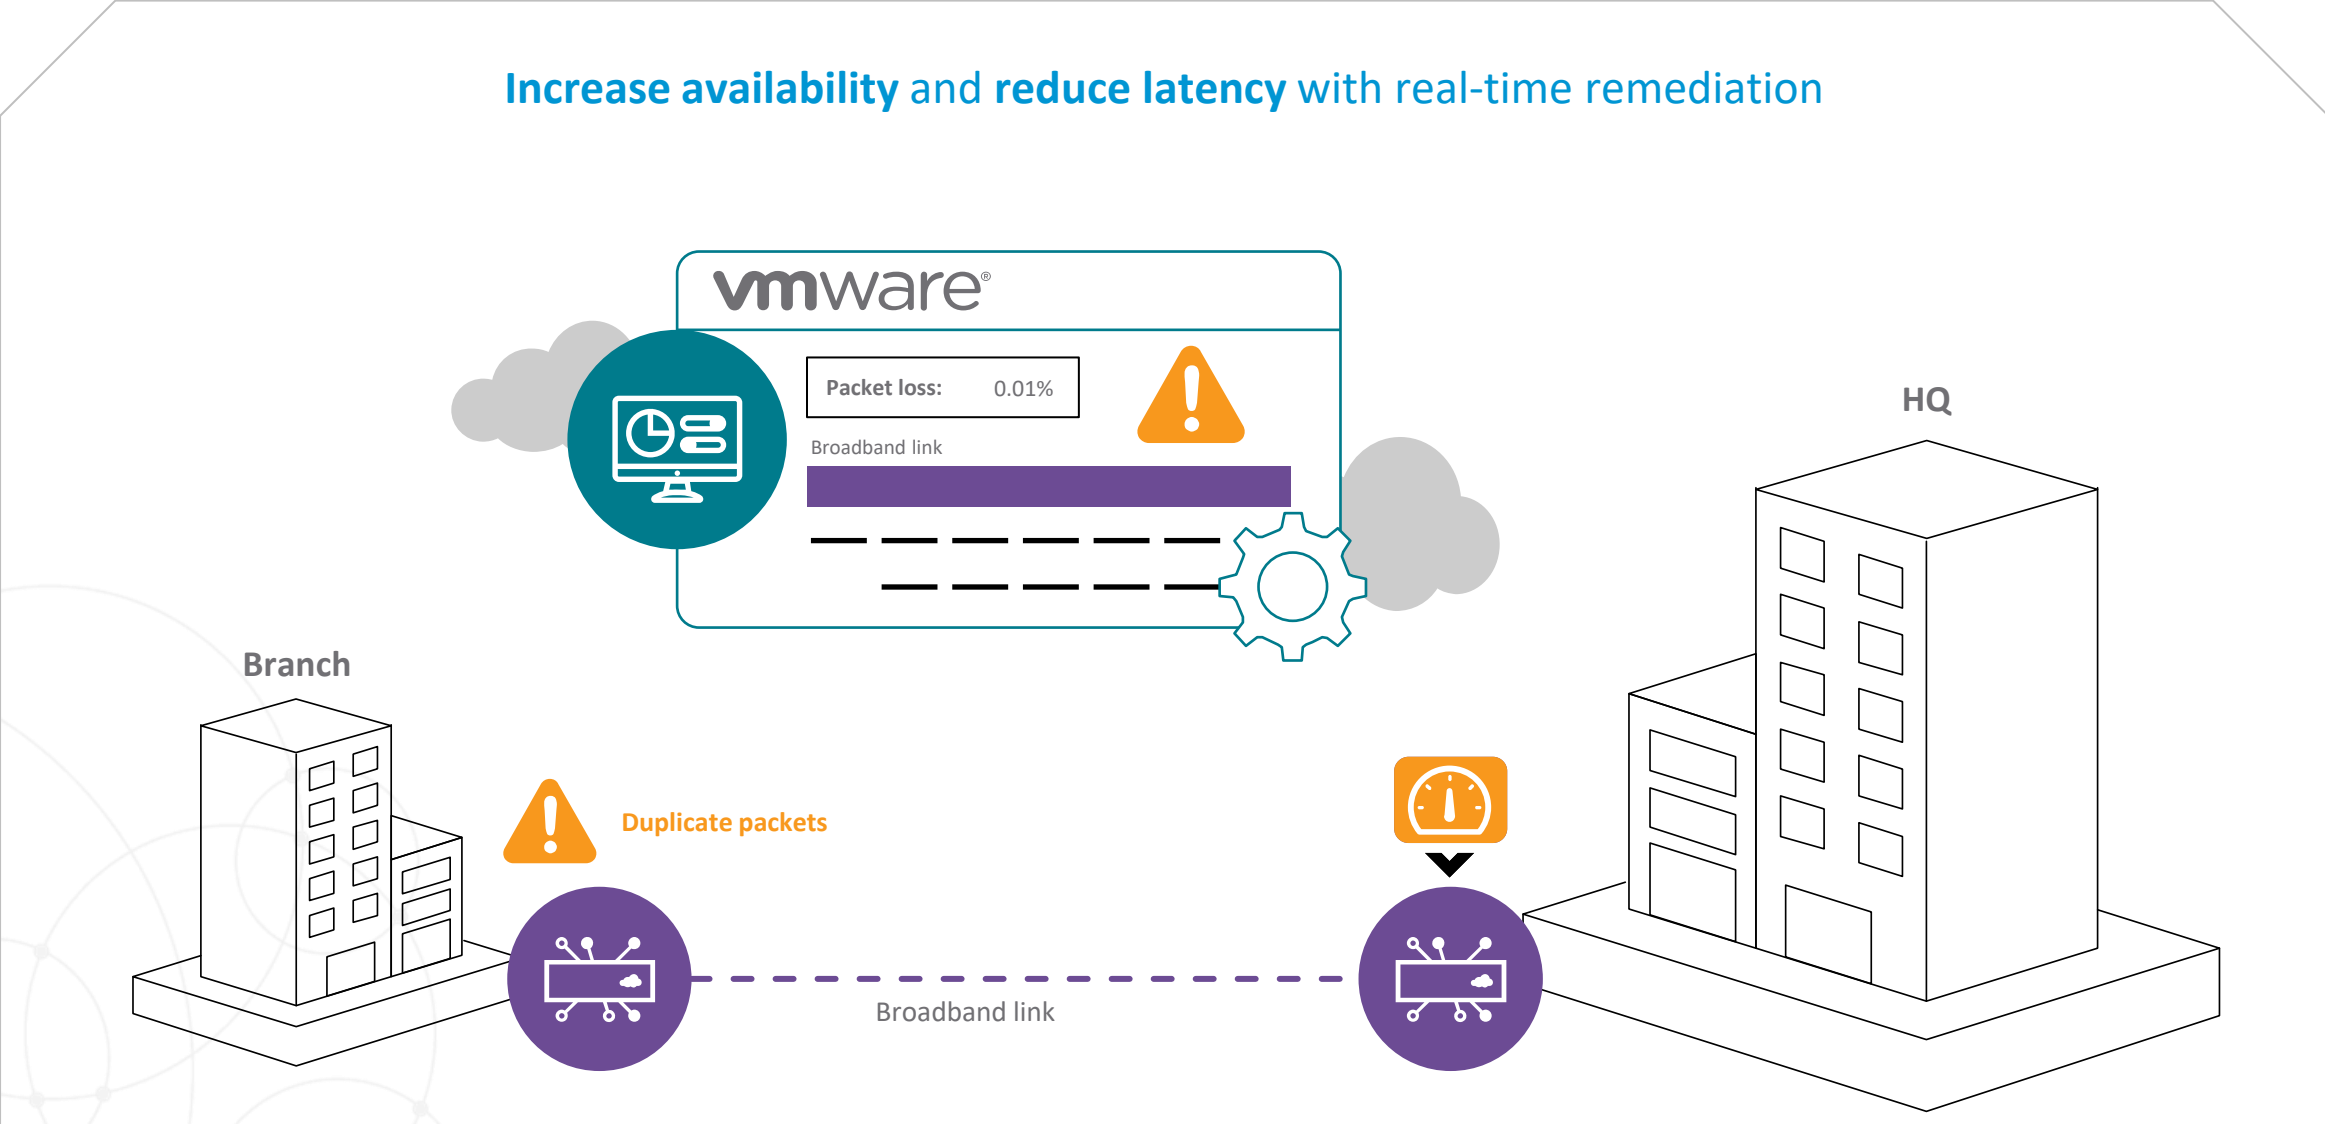 Increase availability and reduce latency with real-time remediation
vmware®
Packet loss: 0.01%
Broadband link
HQ
Branch
Duplicate packets
Broadband link